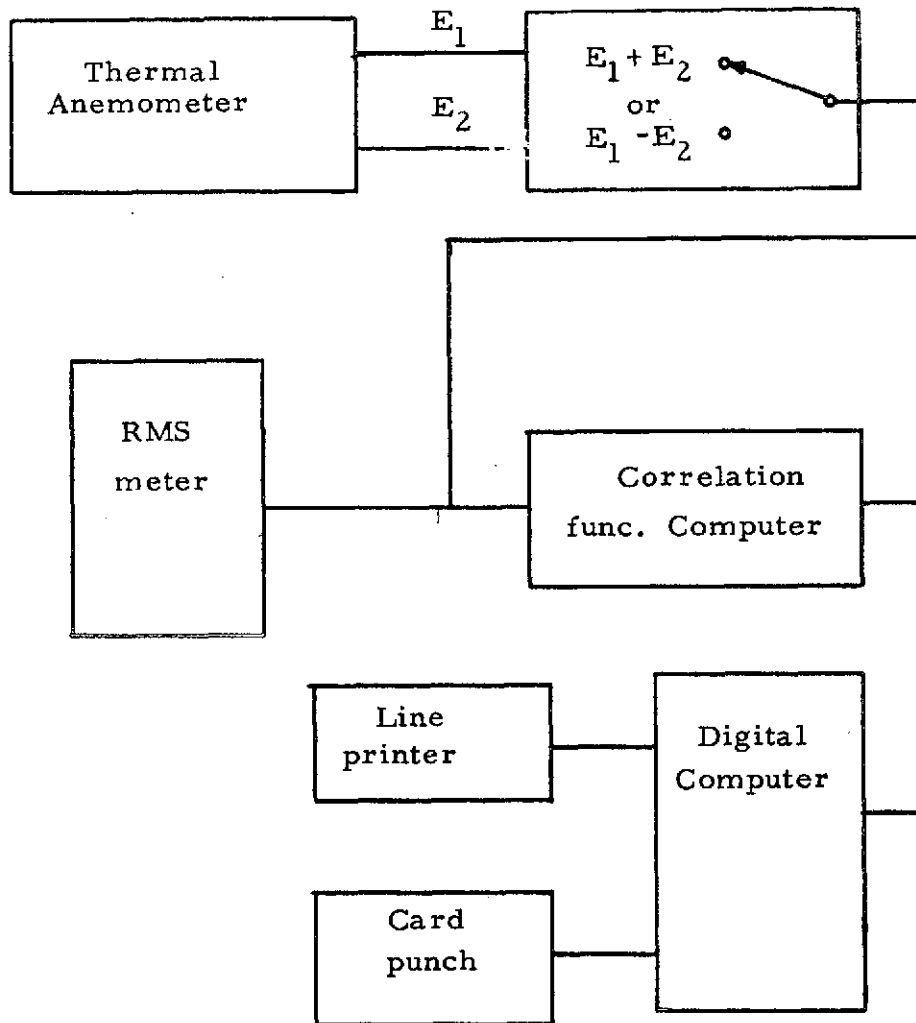 Thermal
Anemometer
E1
E2
E1 + E2
or
E1 -E2
RMS
meter
Correlation
func. Computer
Line
printer
Digital
Computer
Card
punch